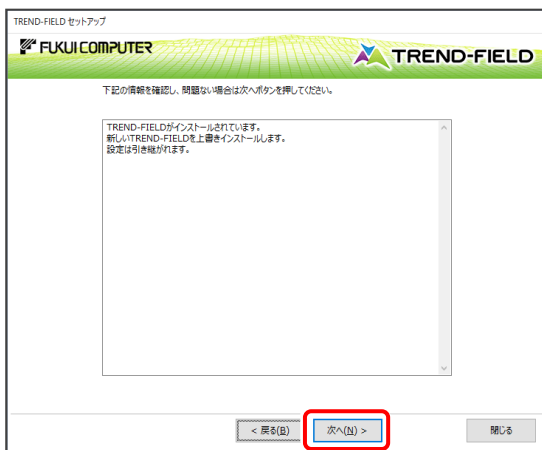 TREND-FIELD セットアップ
FUKUI COMPUTER
TREND-FIELD
下記の情報を確認し、問題ない場合は次へボタンを押してください。
TREND-FIELDがインストールされています。
新しいTREND-FIELDを上書きインストールします。
設定は引き継がれます。
< 戻る(B)
次へ(N) >
閉じる